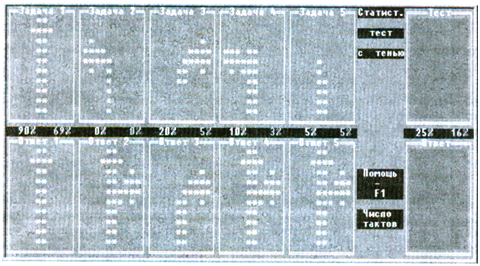 Задача 1 Задача 2 Задача 3 Задача 4 Задача 5 Статист. Тест
тест
с тенью
90% 69% 0% 0% 20% 5% 10% 3% 5% 5% 25% 16%
Ответ 1 Ответ 2 Ответ 3 Ответ 4 Ответ 5 Ответ
Помощь
-
F1
Число
тактов